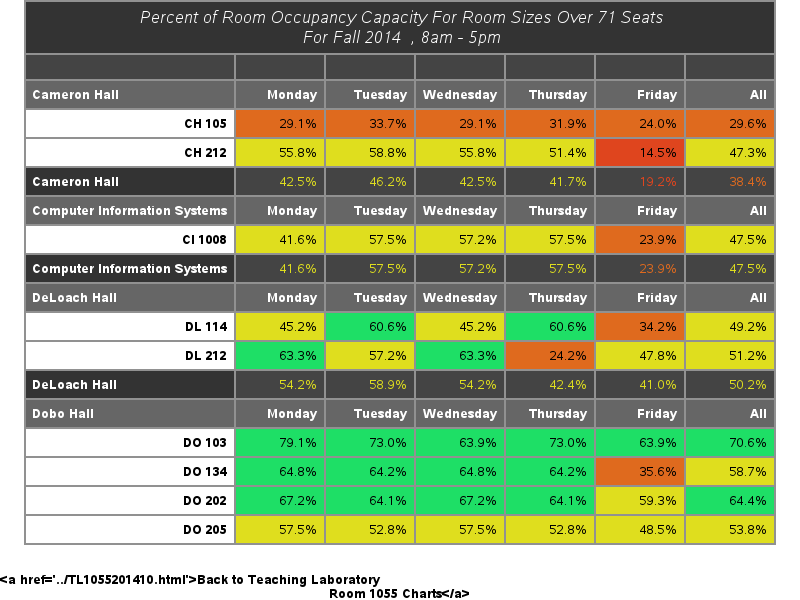 Percent of Room Occupancy Capacity For Room Sizes Over 71 Seats
For Fall 2014 , 8am - 5pm
Cameron Hall Monday Tuesday Wednesday Thursday Friday All
CH 105 29.1% 33.7% 29.1% 31.9% 24.0% 29.6%
CH 212 55.8% 58.8% 55.8% 51.4% 14.5% 47.3%
Cameron Hall 42.5% 46.2% 42.5% 41.7% 19.2% 38.4%
Computer Information Systems Monday Tuesday Wednesday Thursday Friday All
CI 1008 41.6% 57.5% 57.2% 57.5% 23.9% 47.5%
Computer Information Systems 41.6% 57.5% 57.2% 57.5% 23.9% 47.5%
DeLoach Hall Monday Tuesday Wednesday Thursday Friday All
DL 114 45.2% 60.6% 45.2% 60.6% 34.2% 49.2%
DL 212 63.3% 57.2% 63.3% 24.2% 47.8% 51.2%
DeLoach Hall 54.2% 58.9% 54.2% 42.4% 41.0% 50.2%
Dobo Hall Monday Tuesday Wednesday Thursday Friday All
DO 103 79.1% 73.0% 63.9% 73.0% 63.9% 70.6%
DO 134 64.8% 64.2% 64.8% 64.2% 35.6% 58.7%
DO 202 67.2% 64.1% 67.2% 64.1% 59.3% 64.4%
DO 205 57.5% 52.8% 57.5% 52.8% 48.5% 53.8%
<a href='../TL1055201410.html'>Back to Teaching Laboratory
Room 1055 Charts</a>